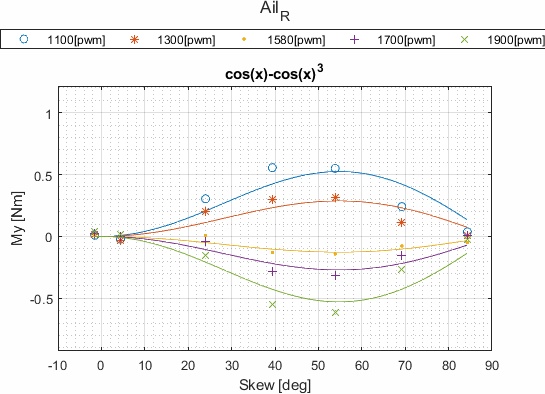 Ail_R
1100[pwm] 1300[pwm] 1580[pwm] 1700[pwm] 1900[pwm]
cos(x)-cos(x)³
1
0.5
0
-0.5
My [Nm]
-10 0 10 20 30 40 50 60 70 80 90
Skew [deg]